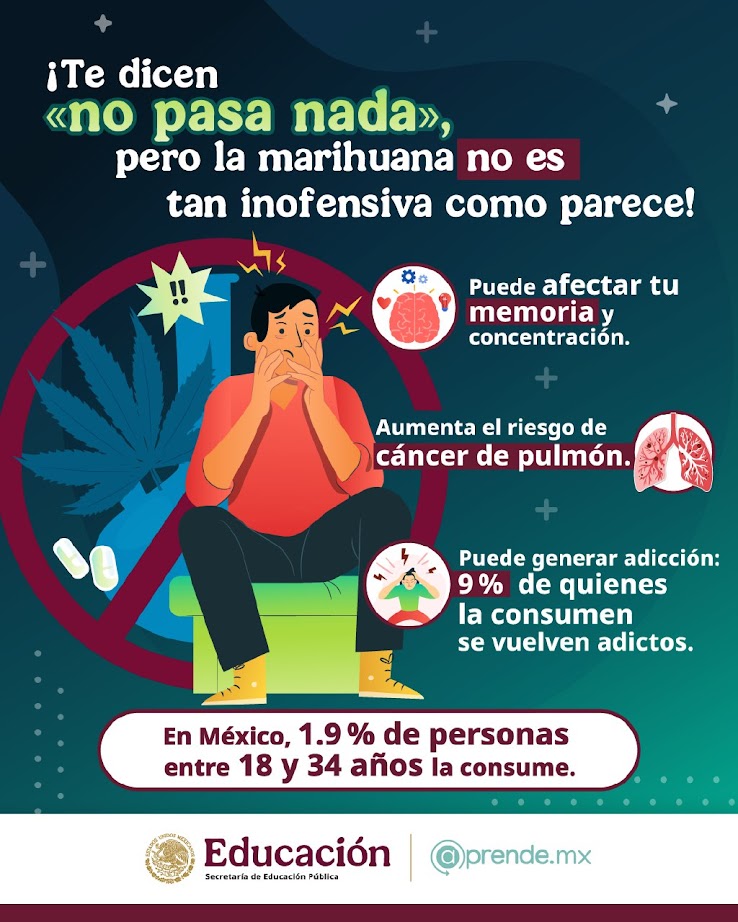 ¡Te dicen
«no pasa nada»,
pero la marihuana no es
tan inofensiva como parece!
!!
Puede afectar tu
memoria y
concentración.
Aumenta el riesgo de
cáncer de pulmón.
Puede generar adicción:
9 % de quienes
la consumen
se vuelven adictos.
En México, 1.9 % de personas
entre 18 y 34 años la consume.
Educación
Secretaría de Educación Pública
@prende.mx